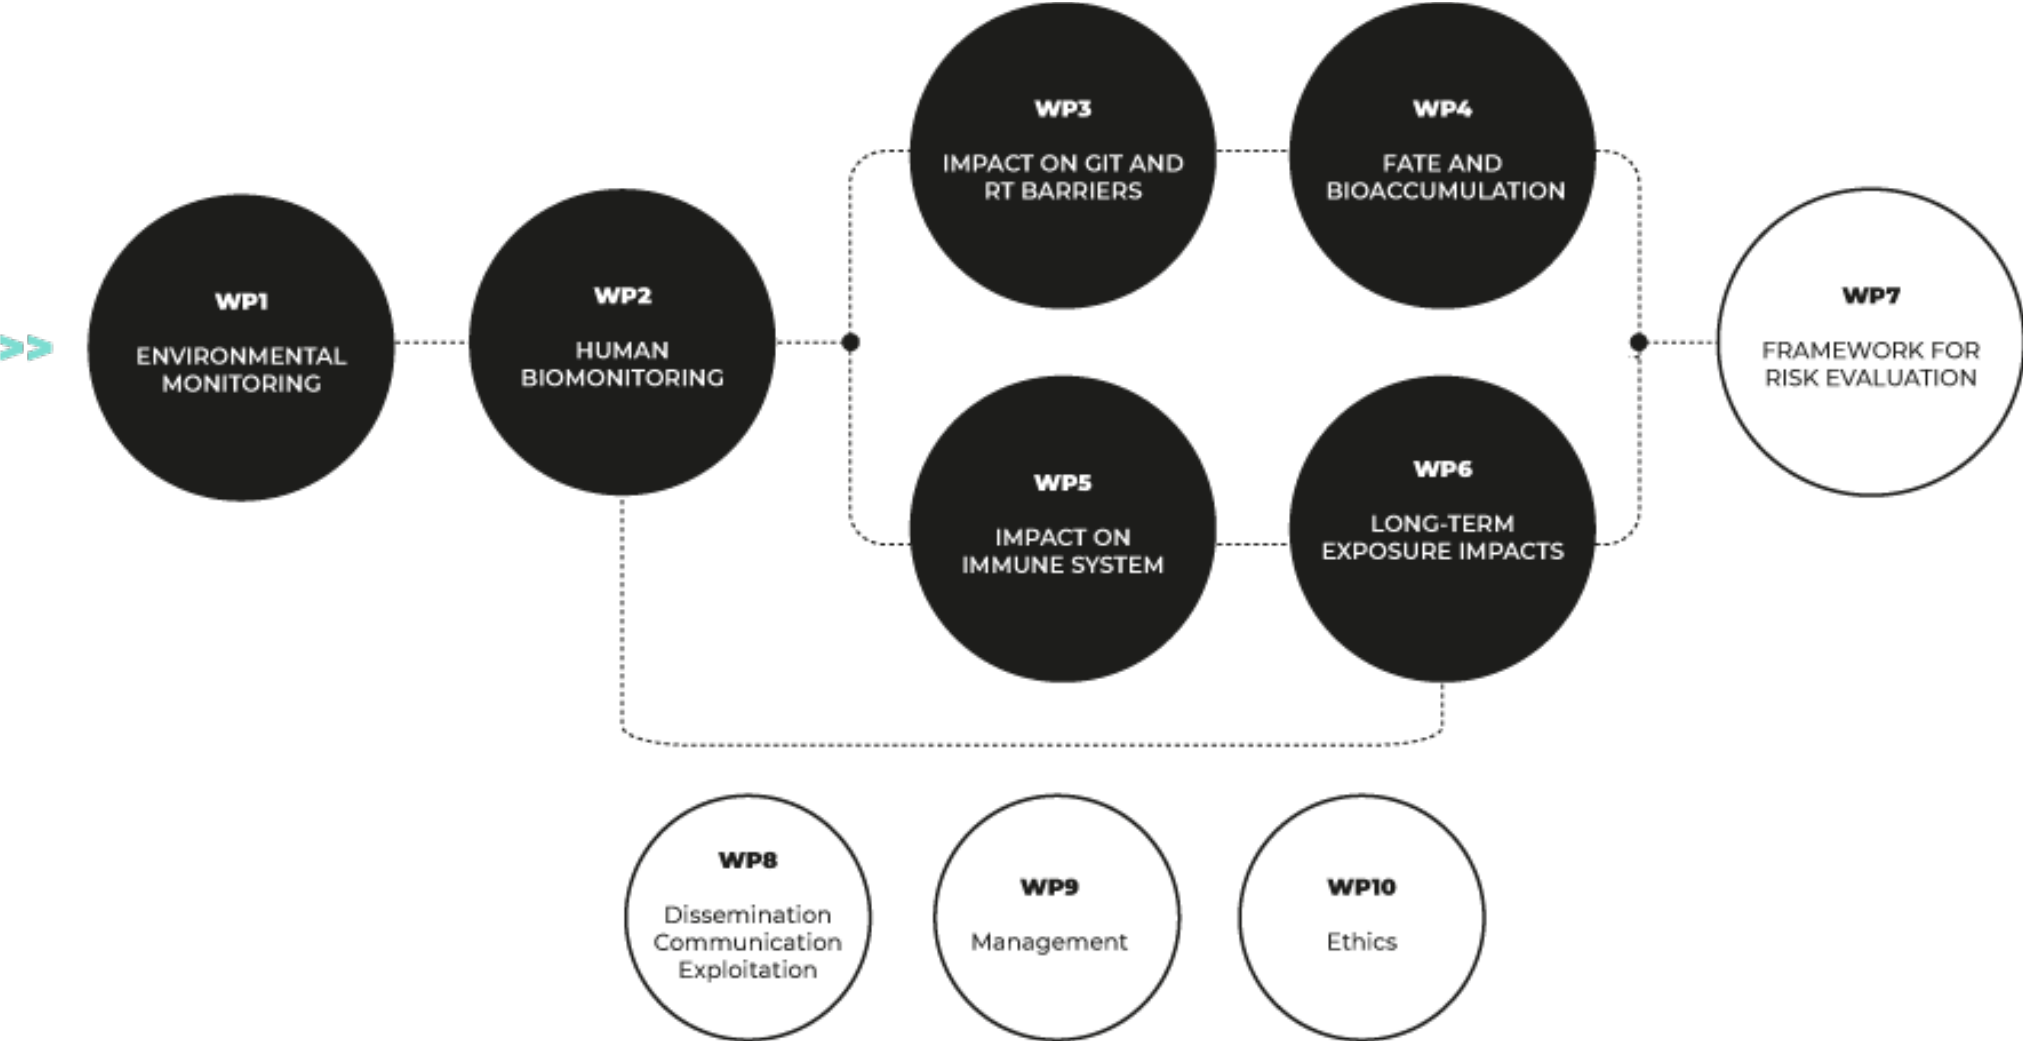 WP1
ENVIRONMENTAL
MONITORING
WP2
HUMAN
BIOMONITORING
WP3
IMPACT ON GIT AND
RT BARRIERS
WP4
FATE AND
BIOACCUMULATION
WP5
IMPACT ON
IMMUNE SYSTEM
WP6
LONG-TERM
EXPOSURE IMPACTS
WP7
FRAMEWORK FOR
RISK EVALUATION
WP8
Dissemination
Communication
Exploitation
WP9
Management
WP10
Ethics